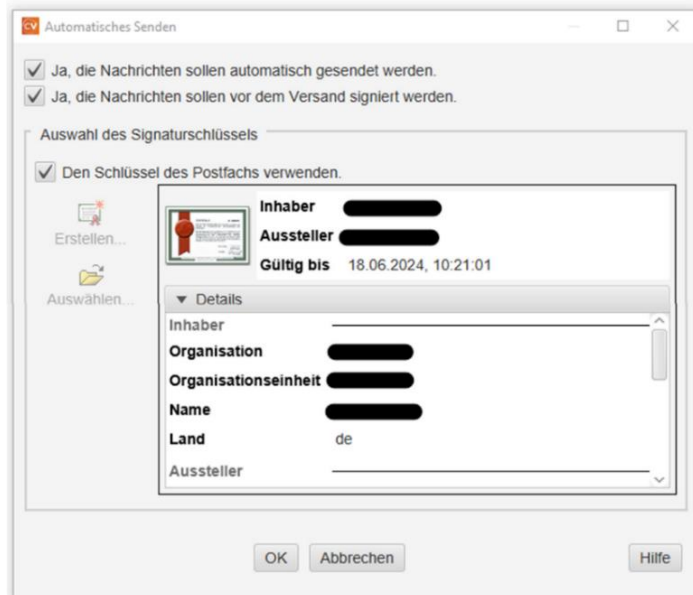 CV Automatisches Senden
Ja, die Nachrichten sollen automatisch gesendet werden.
Ja, die Nachrichten sollen vor dem Versand signiert werden.
Auswahl des Signaturschlüssels
Den Schlüssel des Postfachs verwenden.
Erstellen...
Auswählen...
Inhaber
Aussteller
Gültig bis 18.06.2024, 10:21:01
Details
Inhaber
Organisation
Organisationseinheit
Name
Land de
Aussteller
OK Abbrechen Hilfe